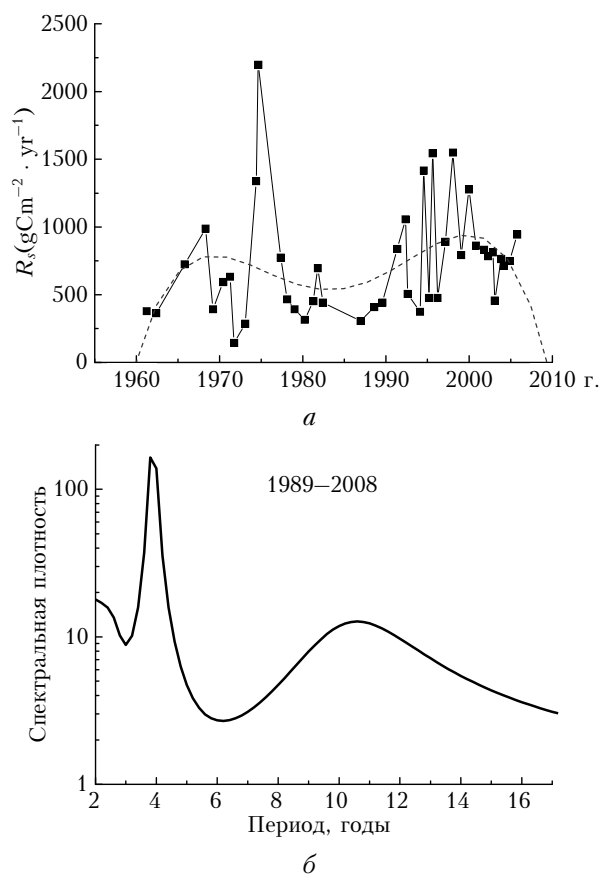 2500
2000
1500
1000
500
0
R_s(gCm⁻² · yr⁻¹)
1960 1970 1980 1990 2000 2010 г.
а
1989–2008
100
10
1
Спектральная плотность
2 4 6 8 10 12 14 16
Период, годы
б